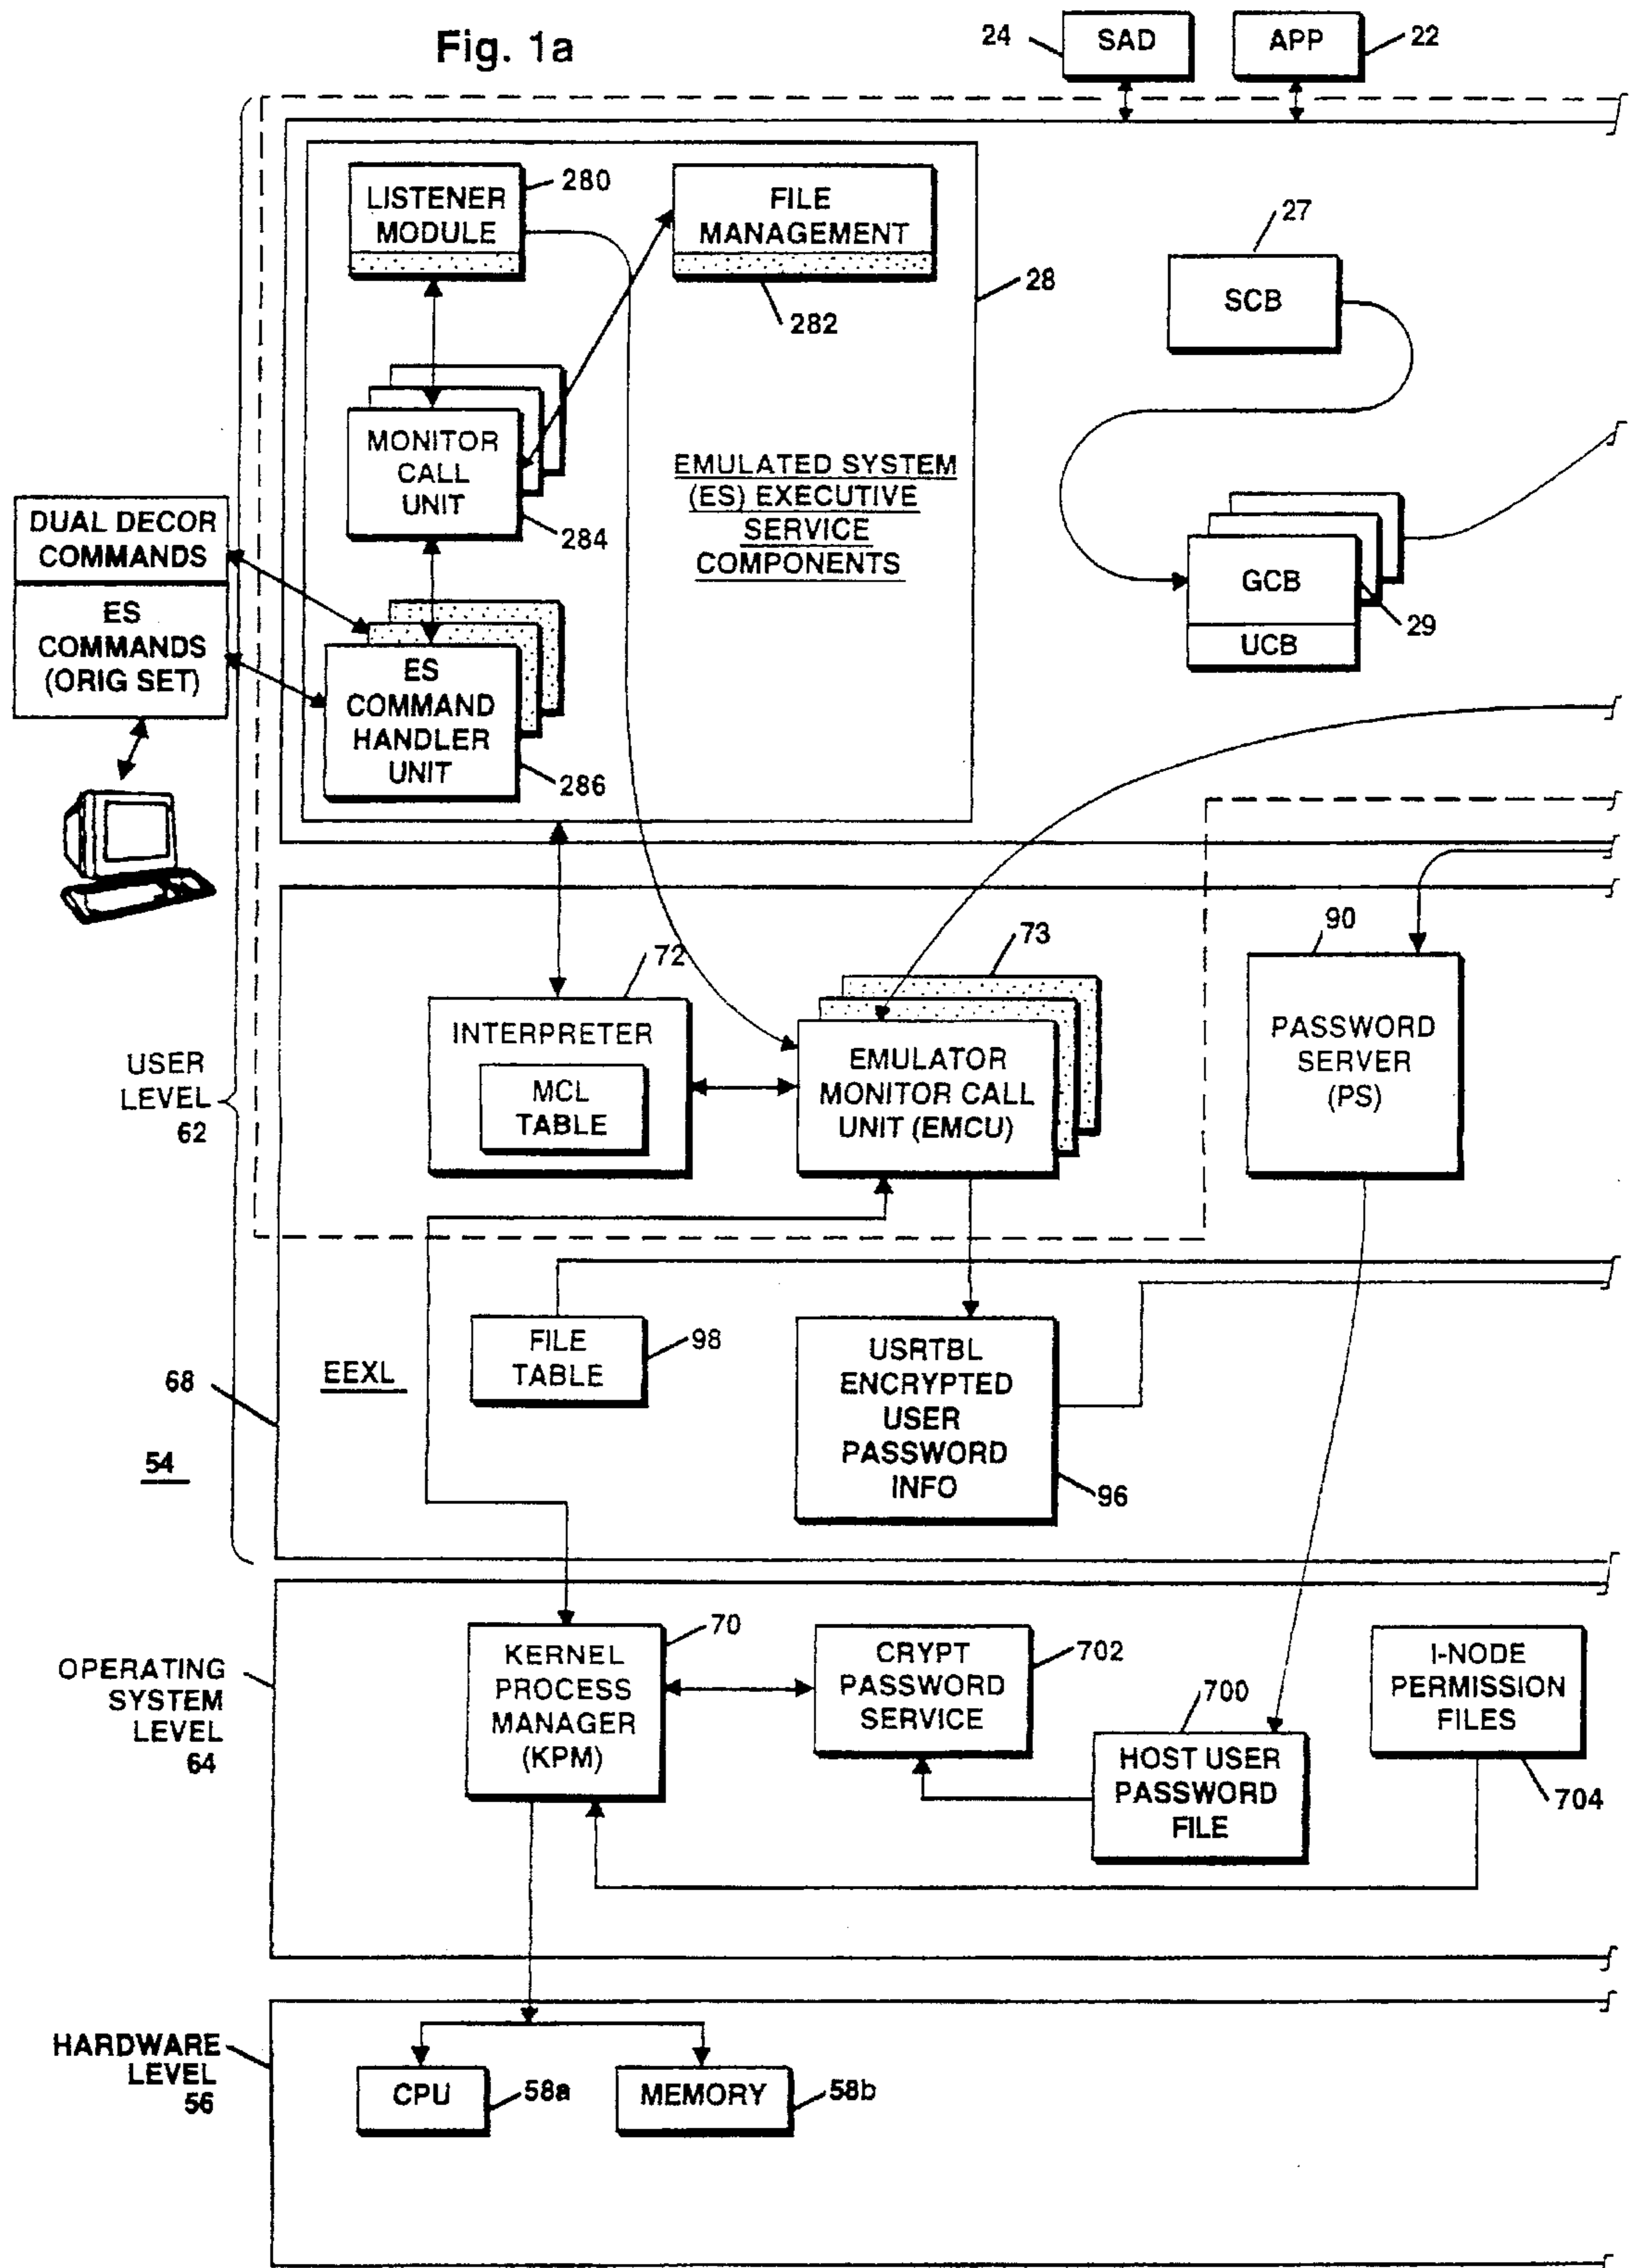 Fig. 1a
24
SAD
APP
22
LISTENER
MODULE
280
FILE
MANAGEMENT
282
28
27
SCB
MONITOR
CALL
UNIT
284
EMULATED SYSTEM
(ES) EXECUTIVE
SERVICE
COMPONENTS
DUAL DECOR
COMMANDS
ES
COMMANDS
(ORIG SET)
GCB
UCB
29
ES
COMMAND
HANDLER
UNIT
286
72
73
90
INTERPRETER
MCL
TABLE
EMULATOR
MONITOR CALL
UNIT (EMCU)
PASSWORD
SERVER
(PS)
USER
LEVEL
62
FILE
TABLE
98
EEXL
USRTBL
ENCRYPTED
USER
PASSWORD
INFO
96
68
54
OPERATING
SYSTEM
LEVEL
64
KERNEL
PROCESS
MANAGER
(KPM)
70
CRYPT
PASSWORD
SERVICE
702
700
HOST USER
PASSWORD
FILE
I-NODE
PERMISSION
FILES
704
HARDWARE
LEVEL
56
CPU
58a
MEMORY
58b